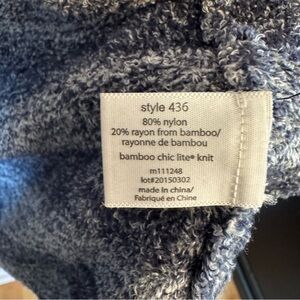 style 436
80% nylon
20% rayon from bamboo/
rayonne de bambou
bamboo chic lite® knit
m111248
lot#20150302
made in china/
Fabriqué en Chine